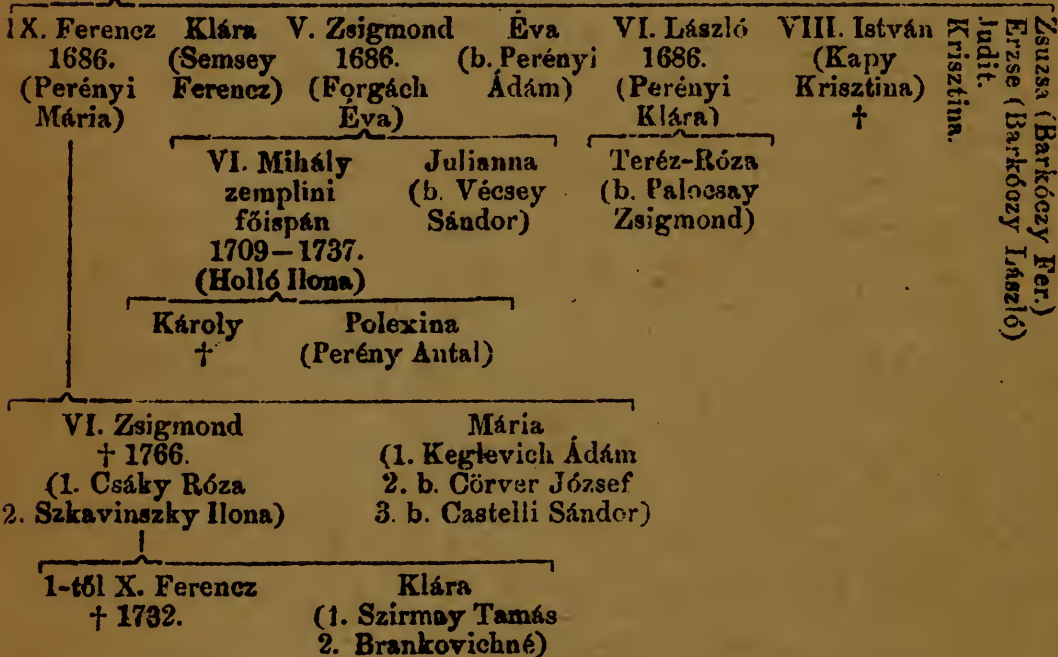 IX. Ferencz Klára V. Zsigmond Éva VI. László VIII. István
1686. (Semsey 1686. (b. Perényi 1686. (Kapy
(Perényi Ferencz) (Forgách Ádám) (Perényi Krisztina)
Mária) Éva) Klára) †
Zsuzsa (Barkóczy Fer.)
Erzse (Barkóczy László)
Judit.
Krisztina.
VI. Mihály Julianna Teréz-Róza
zemplini (b. Vécsey (b. Palocsay
főispán Sándor) Zsigmond)
1709–1737.
(Holló Ilona)
Károly Polexina
† (Perény Antal)
VI. Zsigmond Mária
† 1766. (1. Keglevich Ádám
(1. Csáky Róza 2. b. Cörver József
2. Szkavinszky Ilona) 3. b. Castelli Sándor)
1-től X. Ferencz Klára
† 1732. (1. Szirmay Tamás
2. Brankovichné)